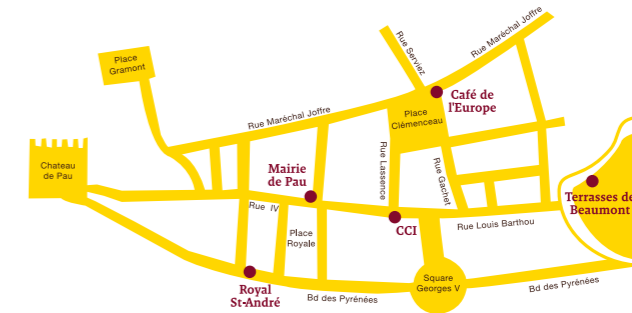 Rue Serviez
Rue Maréchal Joffre
Place
Gramont
Café de
l'Europe
Rue Maréchal Joffre
Place
Clémenceau
Chateau
de Pau
Mairie
de Pau
Rue Lassence
Rue Gachet
Terrasses de
Beaumont
Rue IV
CCI
Rue Louis Barthou
Place
Royale
Royal
St-André
Bd des Pyrénées
Square
Georges V
Bd des Pyrénées